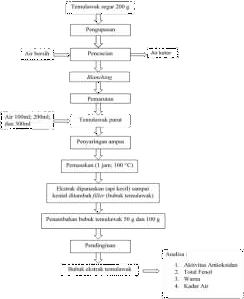 Temulawak segar 200 g
Pengupasan
Air bersih
Pencucian
Air kotor
Blanching
Pemarutan
Air 100ml; 200ml;
dan 300ml
Temulawak parut
Penyaringan ampas
Pemasakan (1 jam; 100 °C)
Ekstrak dipanaskan (api kecil) sampai
kental ditambah filler (bubuk temulawak)
Penambahan bubuk temulawak 50 g dan 100 g
Pendinginan
Bubuk ekstrak temulawak
Analisa :
1. Aktivitas Antioksidan
2. Total Fenol
3. Warna
4. Kadar Air